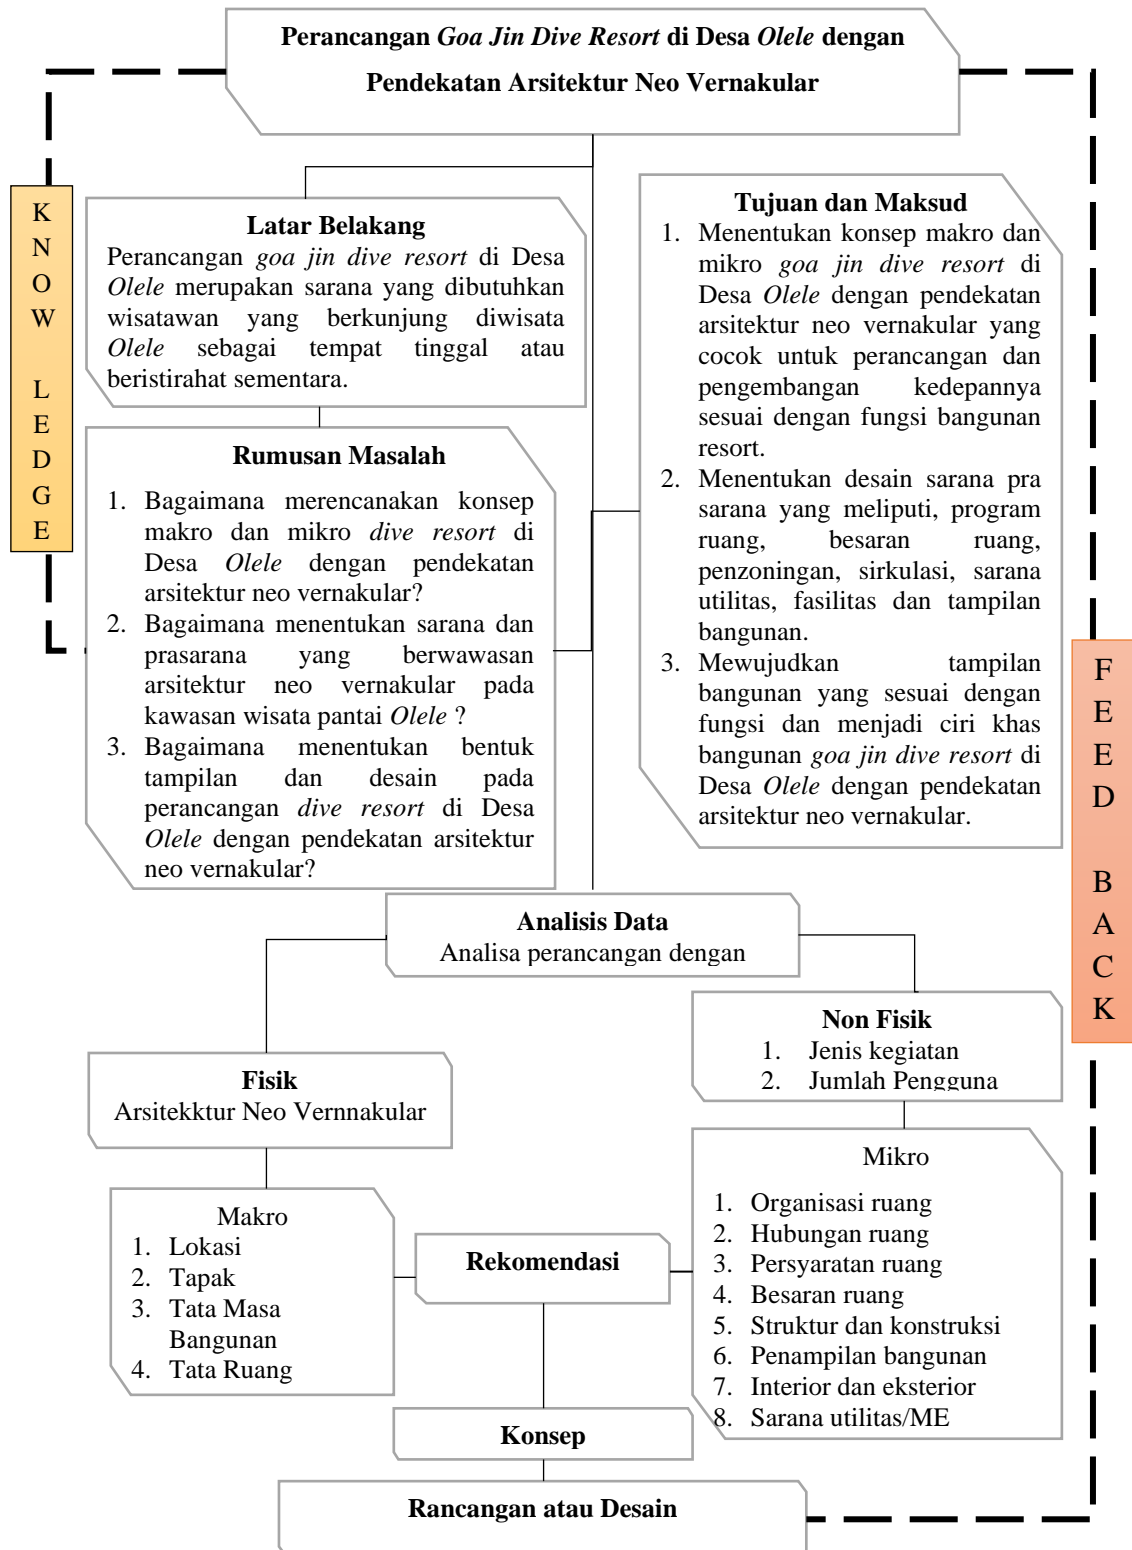 Perancangan Goa Jin Dive Resort di Desa Olele dengan
Pendekatan Arsitektur Neo Vernakular
K
N
O
W
L
E
D
G
E
Latar Belakang
Perancangan goa jin dive resort di Desa
Olele merupakan sarana yang dibutuhkan
wisatawan yang berkunjung diwisata
Olele sebagai tempat tinggal atau
beristirahat sementara.
Rumusan Masalah
1. Bagaimana merencanakan konsep
makro dan mikro dive resort di
Desa Olele dengan pendekatan
arsitektur neo vernakular?
2. Bagaimana menentukan sarana dan
prasarana yang berwawasan
arsitektur neo vernakular pada
kawasan wisata pantai Olele ?
3. Bagaimana menentukan bentuk
tampilan dan desain pada
perancangan dive resort di Desa
Olele dengan pendekatan arsitektur
neo vernakular?
Tujuan dan Maksud
1. Menentukan konsep makro dan
mikro goa jin dive resort di
Desa Olele dengan pendekatan
arsitektur neo vernakular yang
cocok untuk perancangan dan
pengembangan kedepannya
sesuai dengan fungsi bangunan
resort.
2. Menentukan desain sarana pra
sarana yang meliputi, program
ruang, besaran ruang,
penzoningan, sirkulasi, sarana
utilitas, fasilitas dan tampilan
bangunan.
3. Mewujudkan tampilan
bangunan yang sesuai dengan
fungsi dan menjadi ciri khas
bangunan goa jin dive resort di
Desa Olele dengan pendekatan
arsitektur neo vernakular.
F
E
E
D
B
A
C
K
Analisis Data
Analisa perancangan dengan
Fisik
Arsitekktur Neo Vernnakular
Non Fisik
1. Jenis kegiatan
2. Jumlah Pengguna
Makro
1. Lokasi
2. Tapak
3. Tata Masa
Bangunan
4. Tata Ruang
Rekomendasi
Mikro
1. Organisasi ruang
2. Hubungan ruang
3. Persyaratan ruang
4. Besaran ruang
5. Struktur dan konstruksi
6. Penampilan bangunan
7. Interior dan eksterior
8. Sarana utilitas/ME
Konsep
Rancangan atau Desain